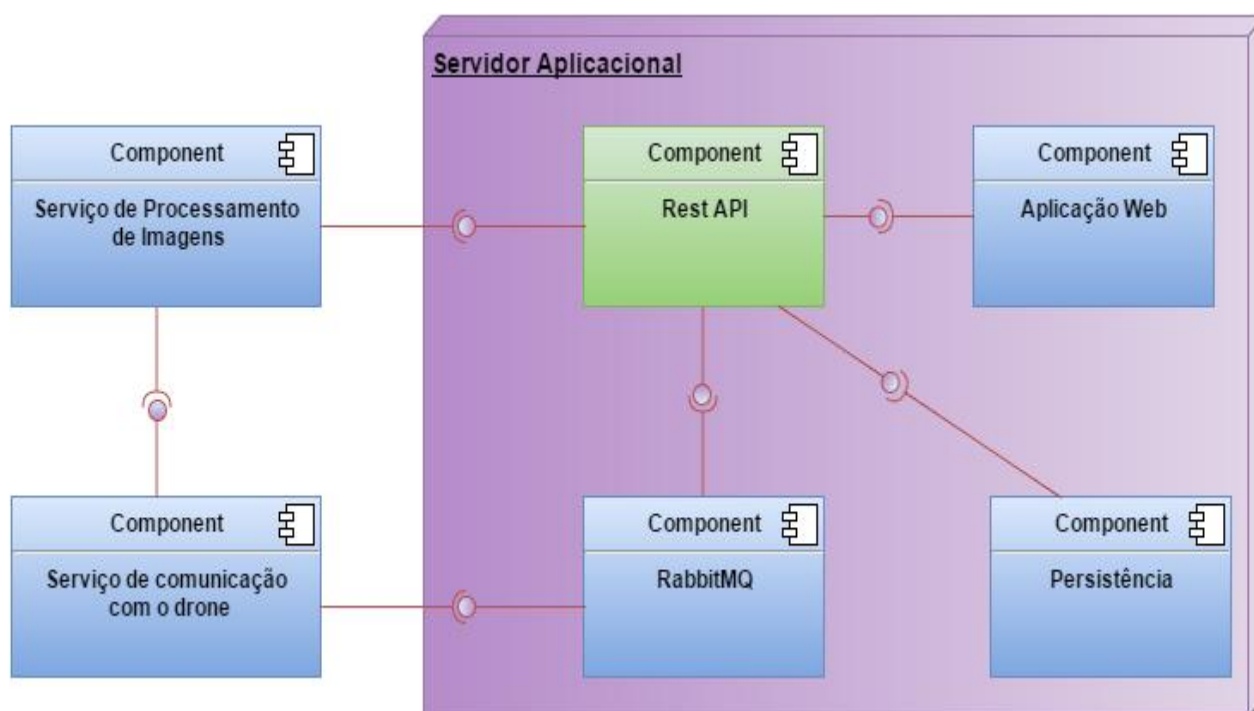 Servidor Aplicacional
Component
Serviço de Processamento
de Imagens
Component
Rest API
Component
Aplicação Web
Component
Serviço de comunicação
com o drone
Component
RabbitMQ
Component
Persistência